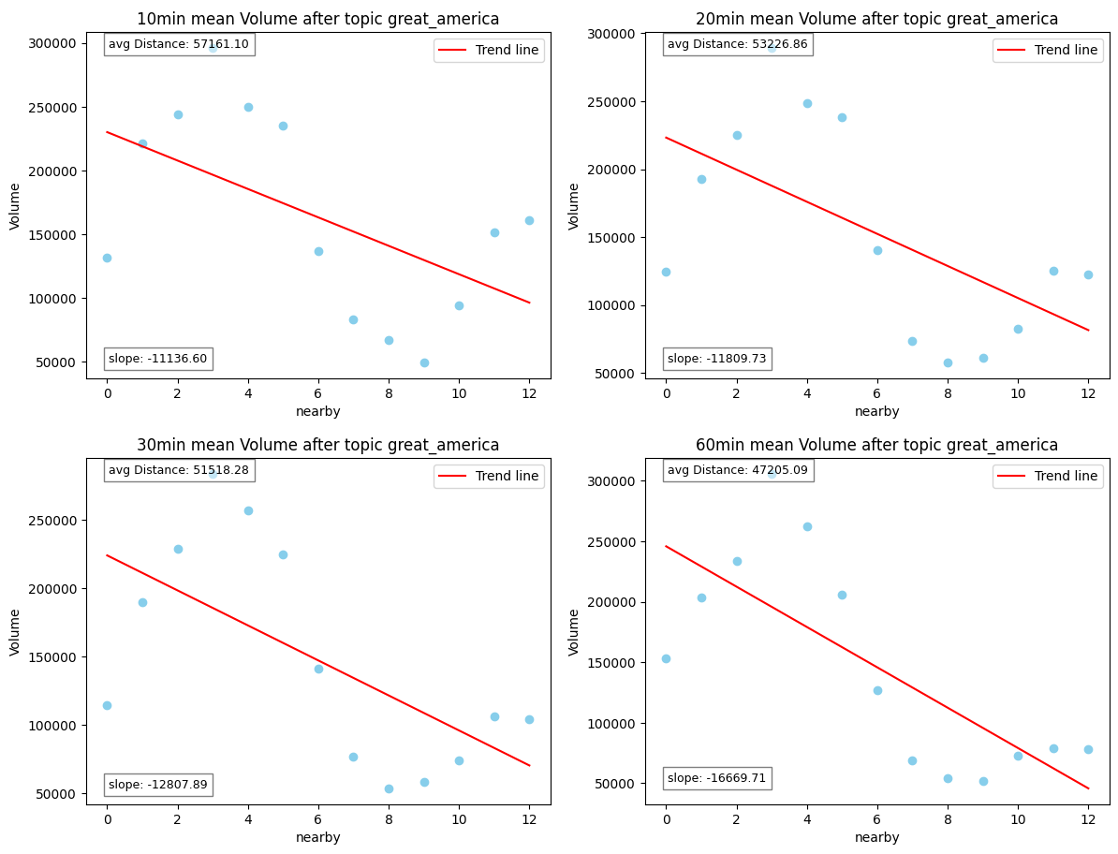 10min mean Volume after topic great_america
avg Distance: 57161.10
Trend line
300000
250000
200000
150000
100000
50000
Volume
slope: -11136.60
0 2 4 6 8 10 12
nearby
20min mean Volume after topic great_america
avg Distance: 53226.86
Trend line
300000
250000
200000
150000
100000
50000
Volume
slope: -11809.73
0 2 4 6 8 10 12
nearby
30min mean Volume after topic great_america
avg Distance: 51518.28
Trend line
250000
200000
150000
100000
50000
Volume
slope: -12807.89
0 2 4 6 8 10 12
nearby
60min mean Volume after topic great_america
avg Distance: 47205.09
Trend line
300000
250000
200000
150000
100000
50000
Volume
slope: -16669.71
0 2 4 6 8 10 12
nearby